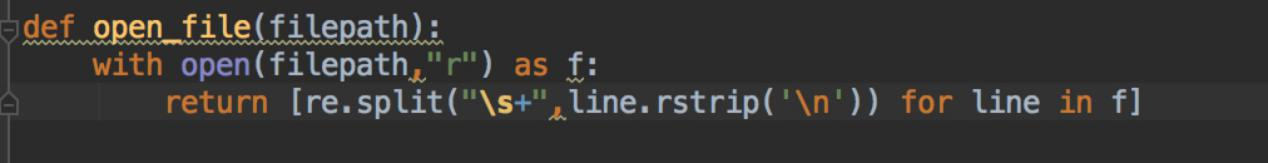 def open_file(filepath):
    with open(filepath,"r") as f:
        return [re.split("\s+",line.rstrip('\n')) for line in f]